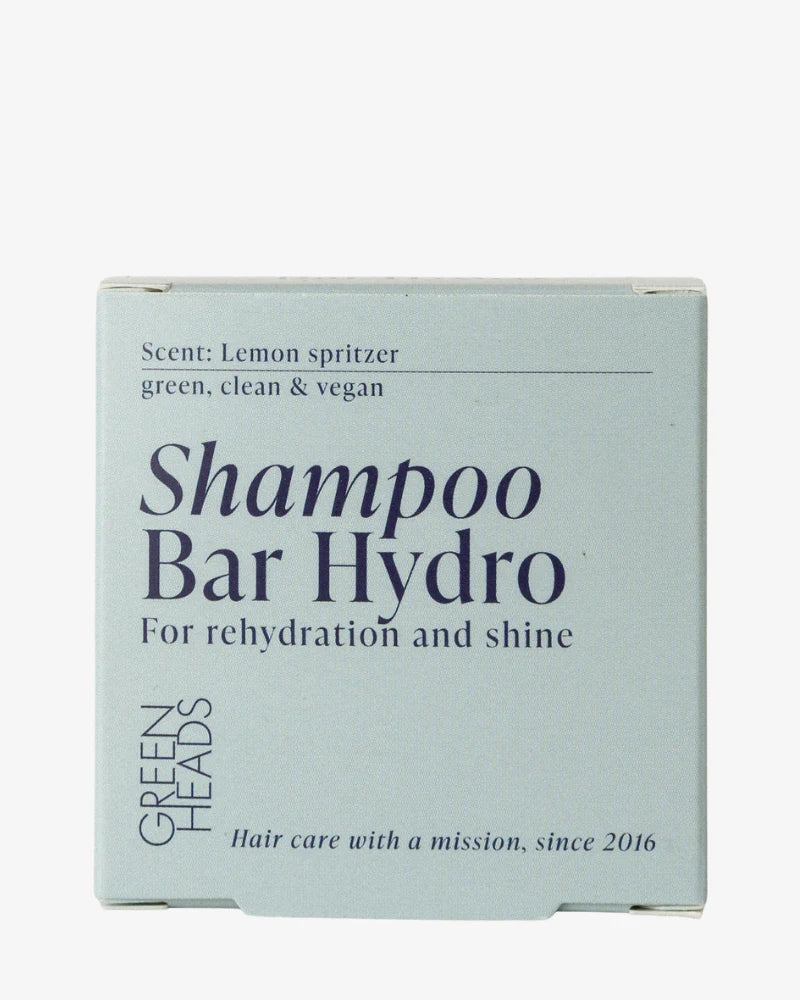 Scent: Lemon spritzer
green, clean & vegan
Shampoo
Bar Hydro
For rehydration and shine
GREEN
HEADS
Hair care with a mission, since 2016